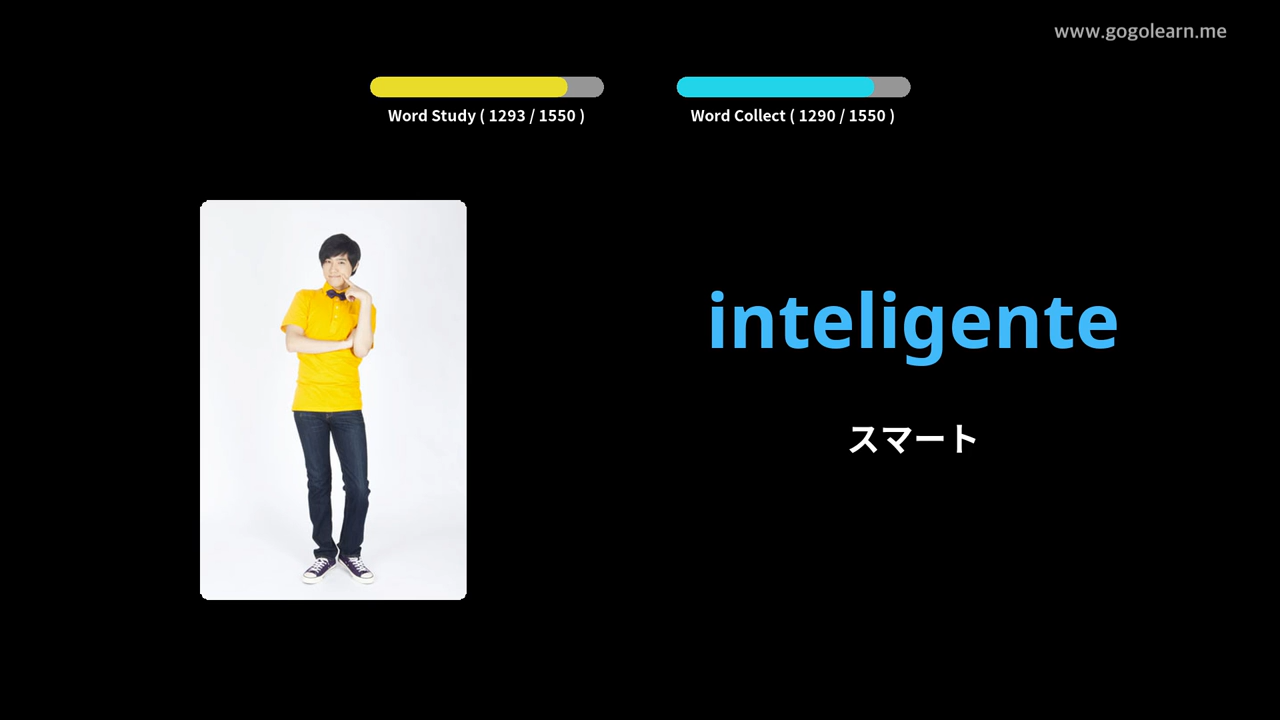 www.gogolearn.me
Word Study ( 1293 / 1550 )
Word Collect ( 1290 / 1550 )
inteligente
スマート